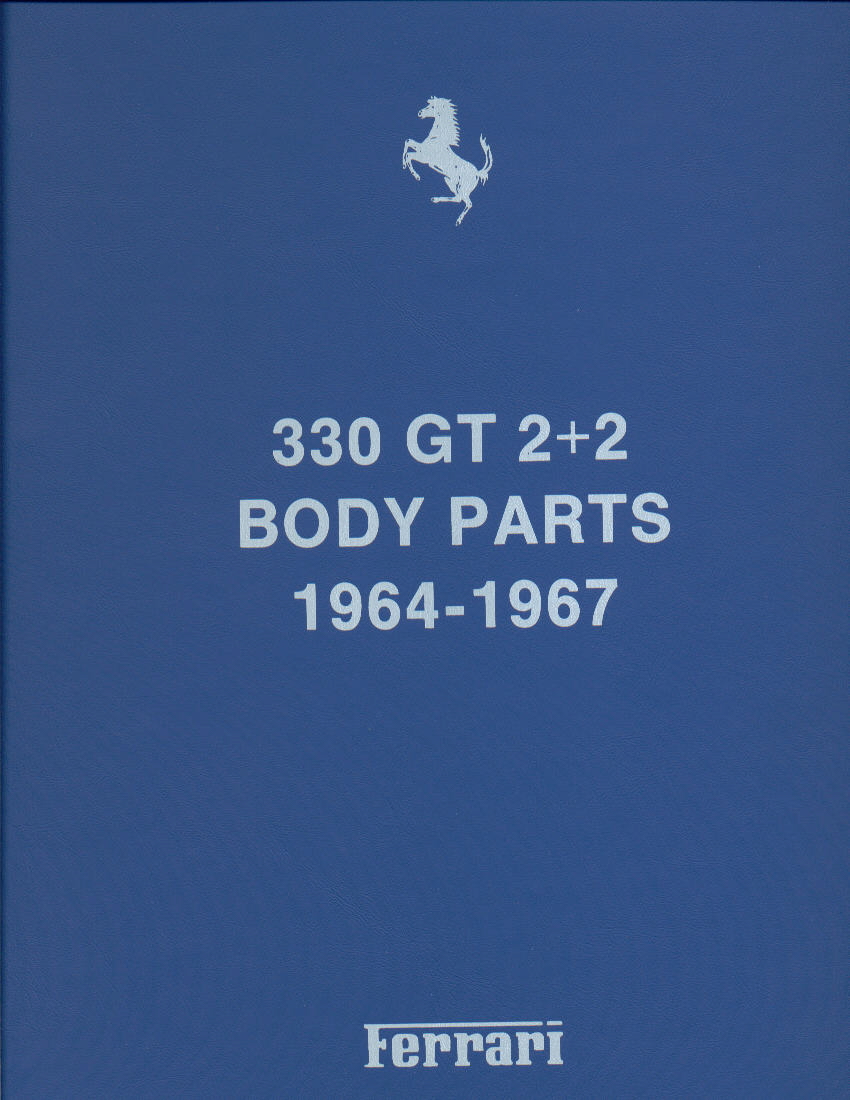 330 GT 2+2
BODY PARTS
1964-1967
Ferrari